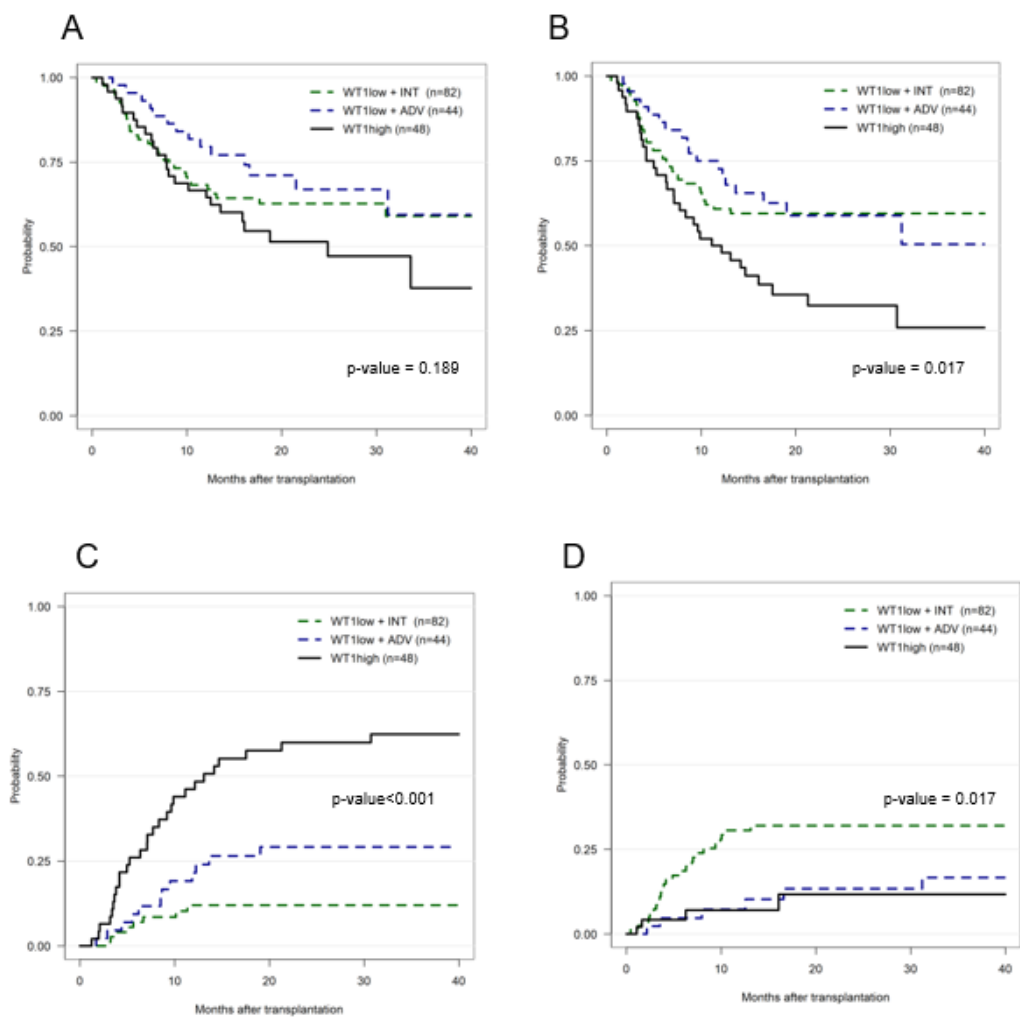 A
1.00
0.75
0.50
0.25
0.00
Probability
WT1low + INT (n=82)
WT1low + ADV (n=44)
WT1high (n=48)
p-value = 0.189
0 10 20 30 40
Months after transplantation
B
1.00
0.75
0.50
0.25
0.00
Probability
WT1low + INT (n=82)
WT1low + ADV (n=44)
WT1high (n=48)
p-value = 0.017
0 10 20 30 40
Months after transplantation
C
1.00
0.75
0.50
0.25
0.00
Probability
WT1low + INT (n=82)
WT1low + ADV (n=44)
WT1high (n=48)
p-value<0.001
0 10 20 30 40
Months after transplantation
D
1.00
0.75
0.50
0.25
0.00
Probability
WT1low + INT (n=82)
WT1low + ADV (n=44)
WT1high (n=48)
p-value = 0.017
0 10 20 30 40
Months after transplantation